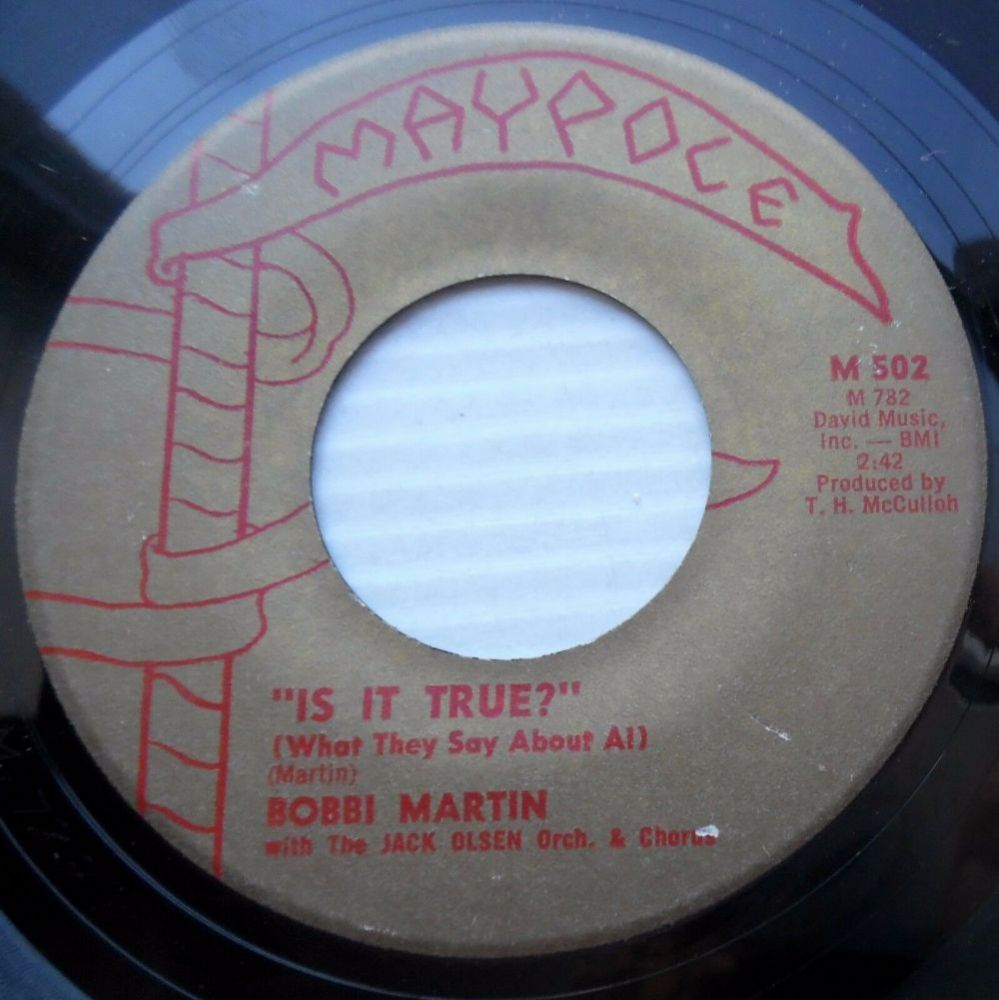 MAYPOLE
M 502
M 782
David Music,
Inc. — BMI
2:42
Produced by
T. H. McCulloh
"IS IT TRUE?"
(What They Say About Al)
(Martin)
BOBBI MARTIN
with The JACK OLSEN Orch. & Chorus